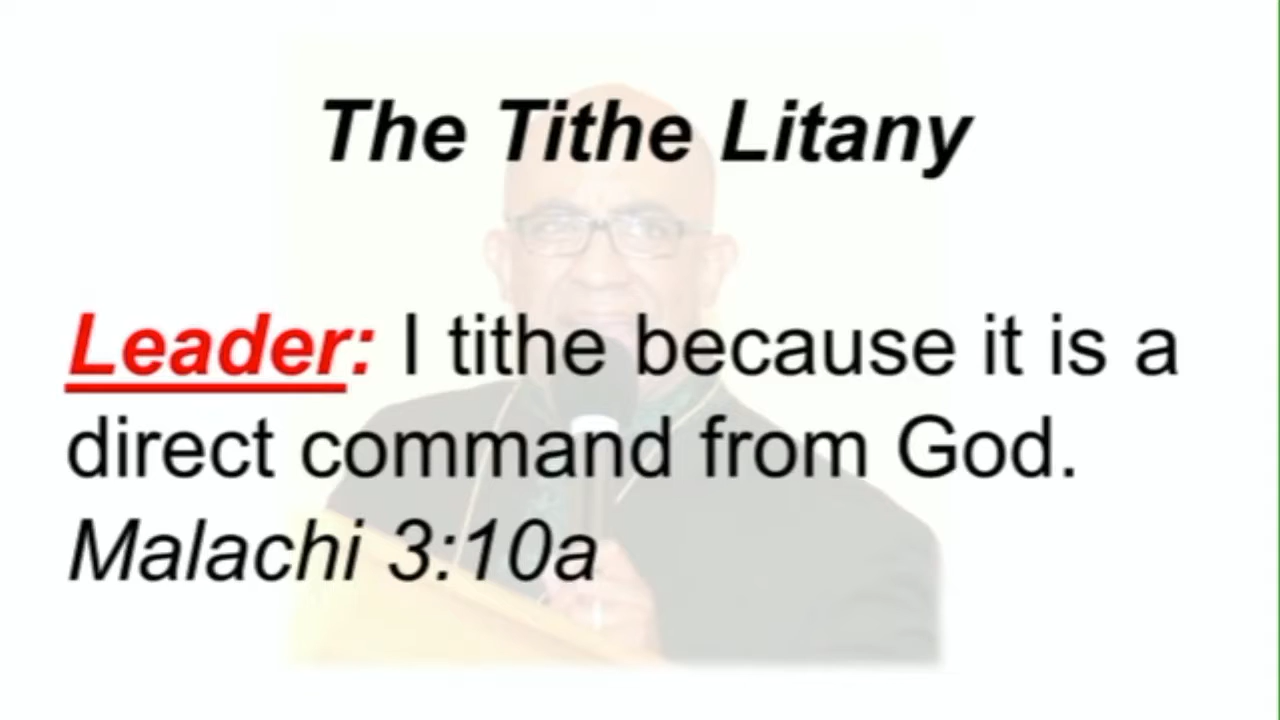 The Tithe Litany
Leader: I tithe because it is a
direct command from God.
Malachi 3:10a